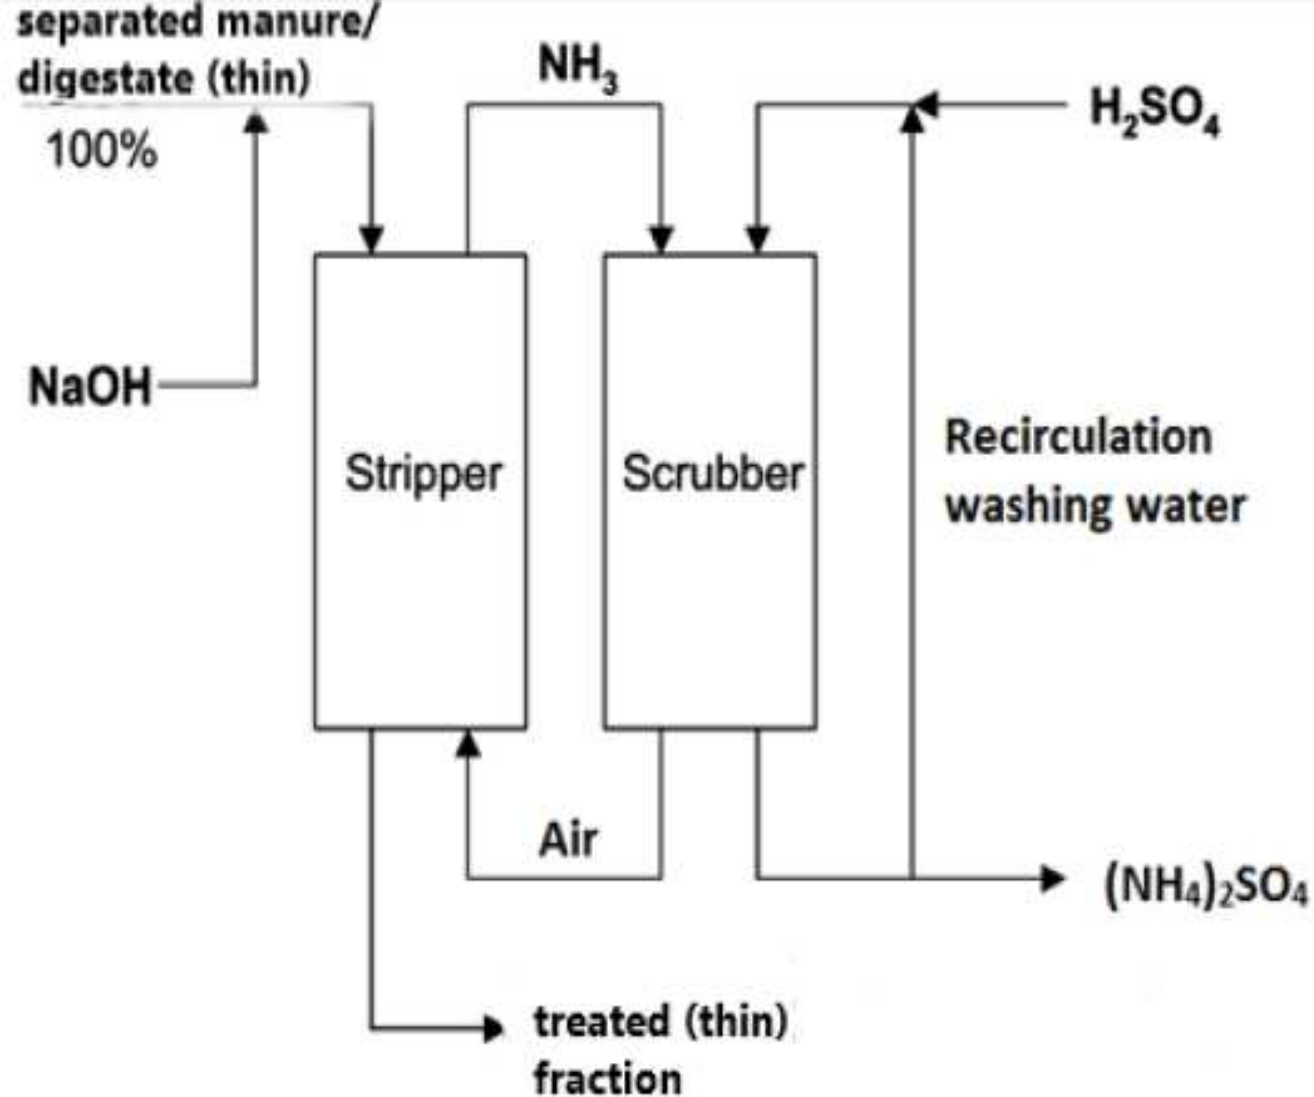 separated manure/
digestate (thin)
100%
NH₃
H₂SO₄
NaOH
Stripper
Scrubber
Recirculation
washing water
Air
(NH₄)₂SO₄
treated (thin)
fraction